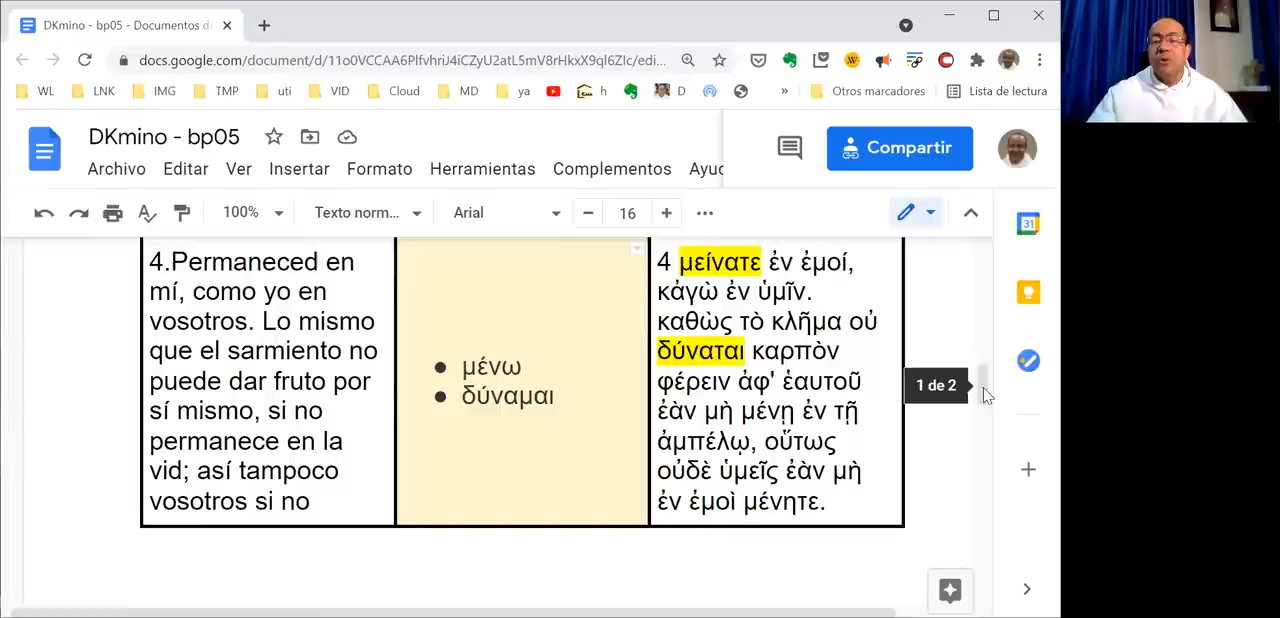 DKmino - bp05 - Documentos d
docs.google.com/document/d/11o0VCCAA6PlfvhriJ4iCZyU2atL5mV8rHkxX9ql6ZIc/edi...
WL LNK IMG TMP uti VID Cloud MD ya h D » Otros marcadores Lista de lectura
DKmino - bp05
Compartir
Archivo Editar Ver Insertar Formato Herramientas Complementos Ayuc
100% Texto norm... Arial 16
31
4.Permaneced en
mí, como yo en
vosotros. Lo mismo
que el sarmiento no
puede dar fruto por
sí mismo, si no
permanece en la
vid; así tampoco
vosotros si no
● μένω
● δύναμαι
4 μείνατε ἐν ἐμοί,
κἀγὼ ἐν ὑμῖν.
καθὼς τὸ κλῆμα οὐ
δύναται καρπὸν
φέρειν ἀφ' ἑαυτοῦ
ἐὰν μὴ μένῃ ἐν τῇ
ἀμπέλῳ, οὕτως
οὐδὲ ὑμεῖς ἐὰν μὴ
ἐν ἐμοὶ μένητε.
1 de 2